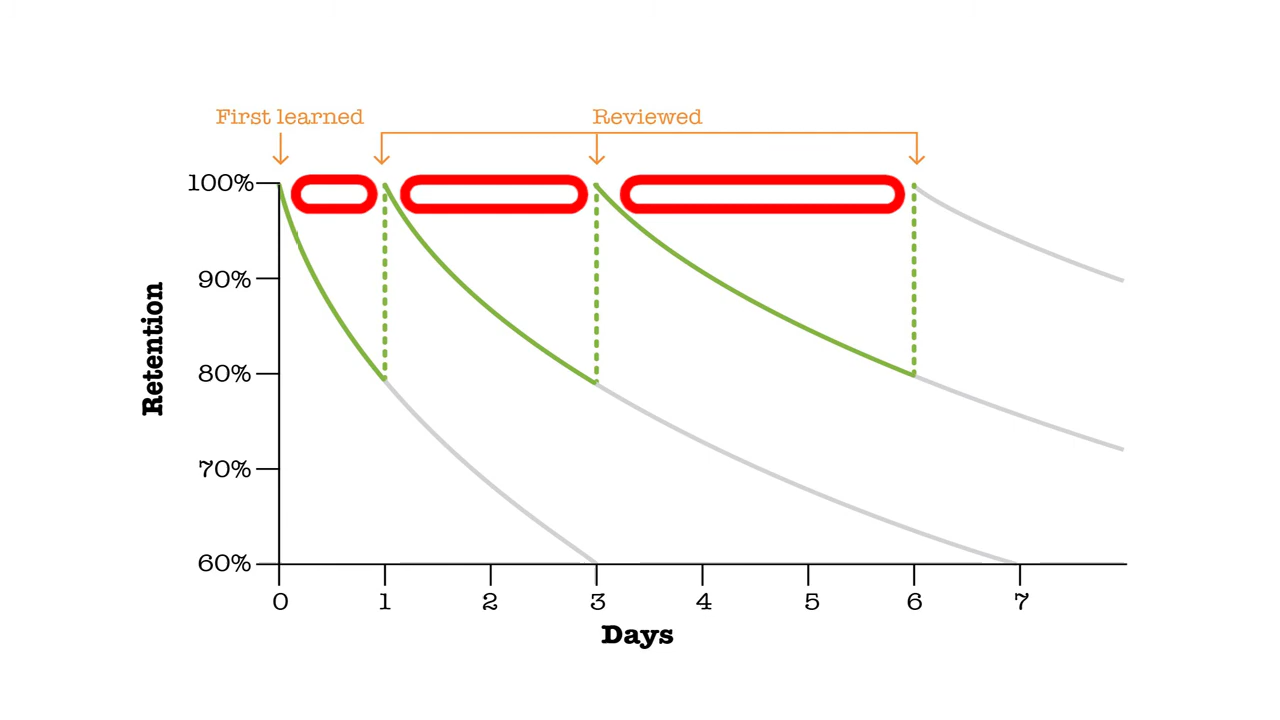 First learned
Reviewed
100%
90%
80%
70%
60%
Retention
0 1 2 3 4 5 6 7
Days